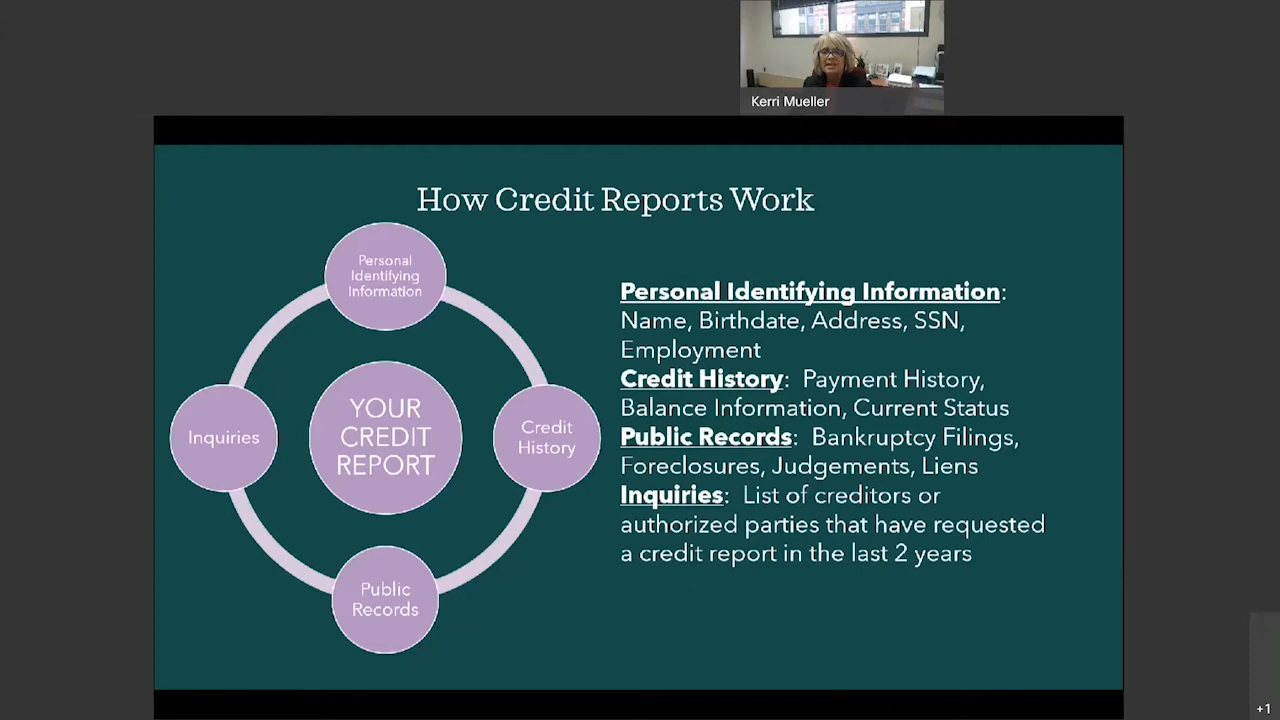 Kerri Mueller
How Credit Reports Work
Personal
Identifying
Information
Inquiries
YOUR
CREDIT
REPORT
Credit
History
Public
Records
Personal Identifying Information:
Name, Birthdate, Address, SSN,
Employment
Credit History: Payment History,
Balance Information, Current Status
Public Records: Bankruptcy Filings,
Foreclosures, Judgements, Liens
Inquiries: List of creditors or
authorized parties that have requested
a credit report in the last 2 years
+1